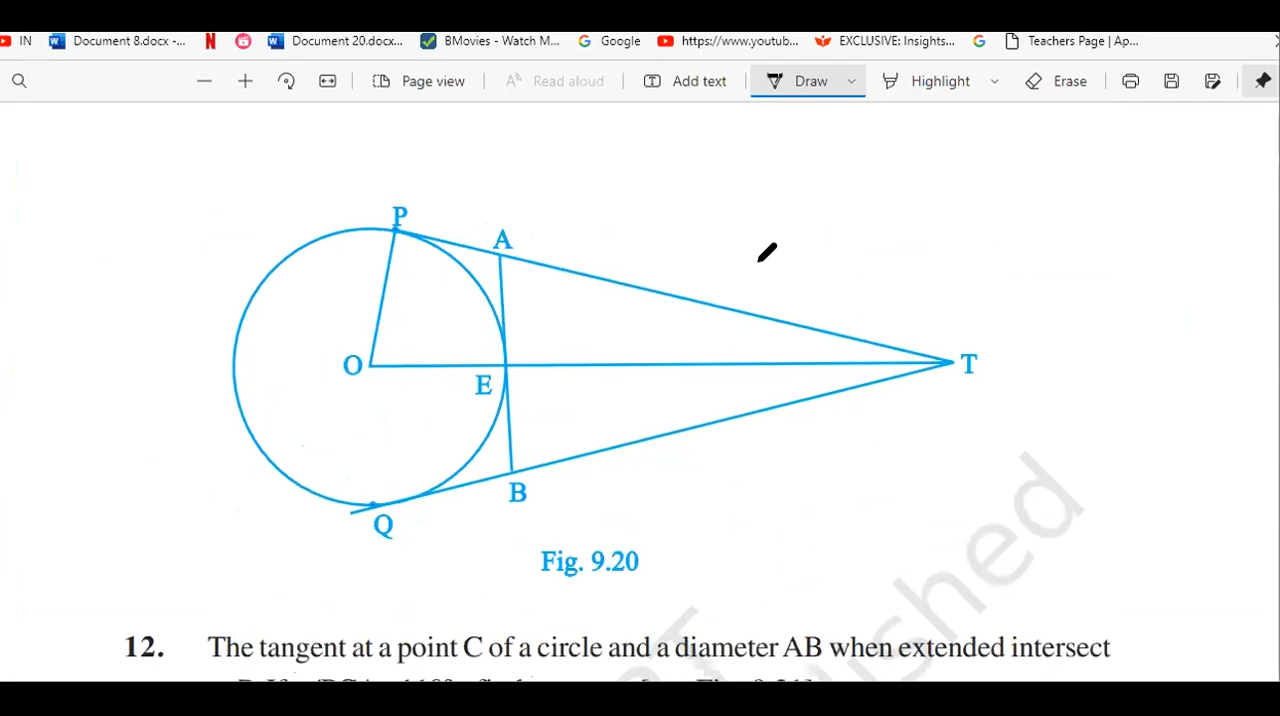 IN Document 8.docx -... Document 20.docx... BMovies - Watch M... Google https://www.youtub... EXCLUSIVE: Insights... Teachers Page | Ap...
Page view Read aloud Add text Draw Highlight Erase
P
A
O
E
T
B
Q
Fig. 9.20
12. The tangent at a point C of a circle and a diameter AB when extended intersect